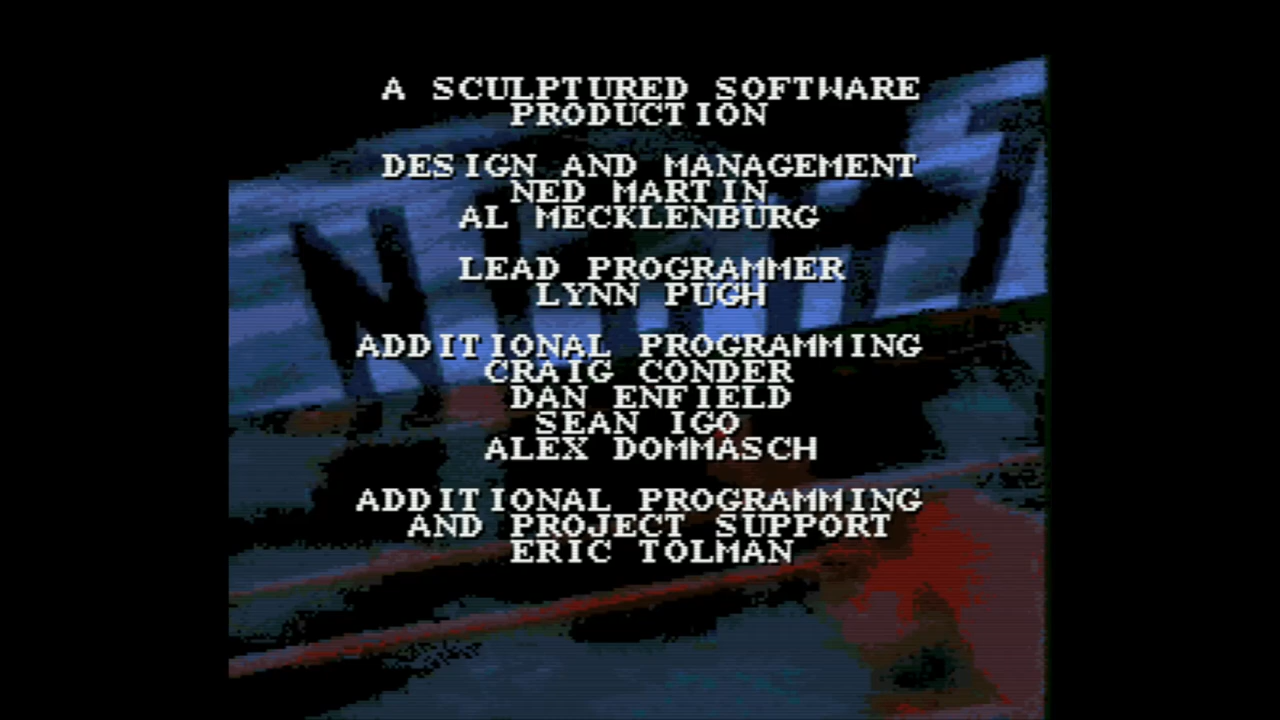 A SCULPTURED SOFTWARE
PRODUCTION
DESIGN AND MANAGEMENT
NED MARTIN
AL MECKLENBURG
LEAD PROGRAMMER
LYNN PUGH
ADDITIONAL PROGRAMMING
CRAIG CONDER
DAN ENFIELD
SEAN IGO
ALEX DOMMASCH
ADDITIONAL PROGRAMMING
AND PROJECT SUPPORT
ERIC TOLMAN